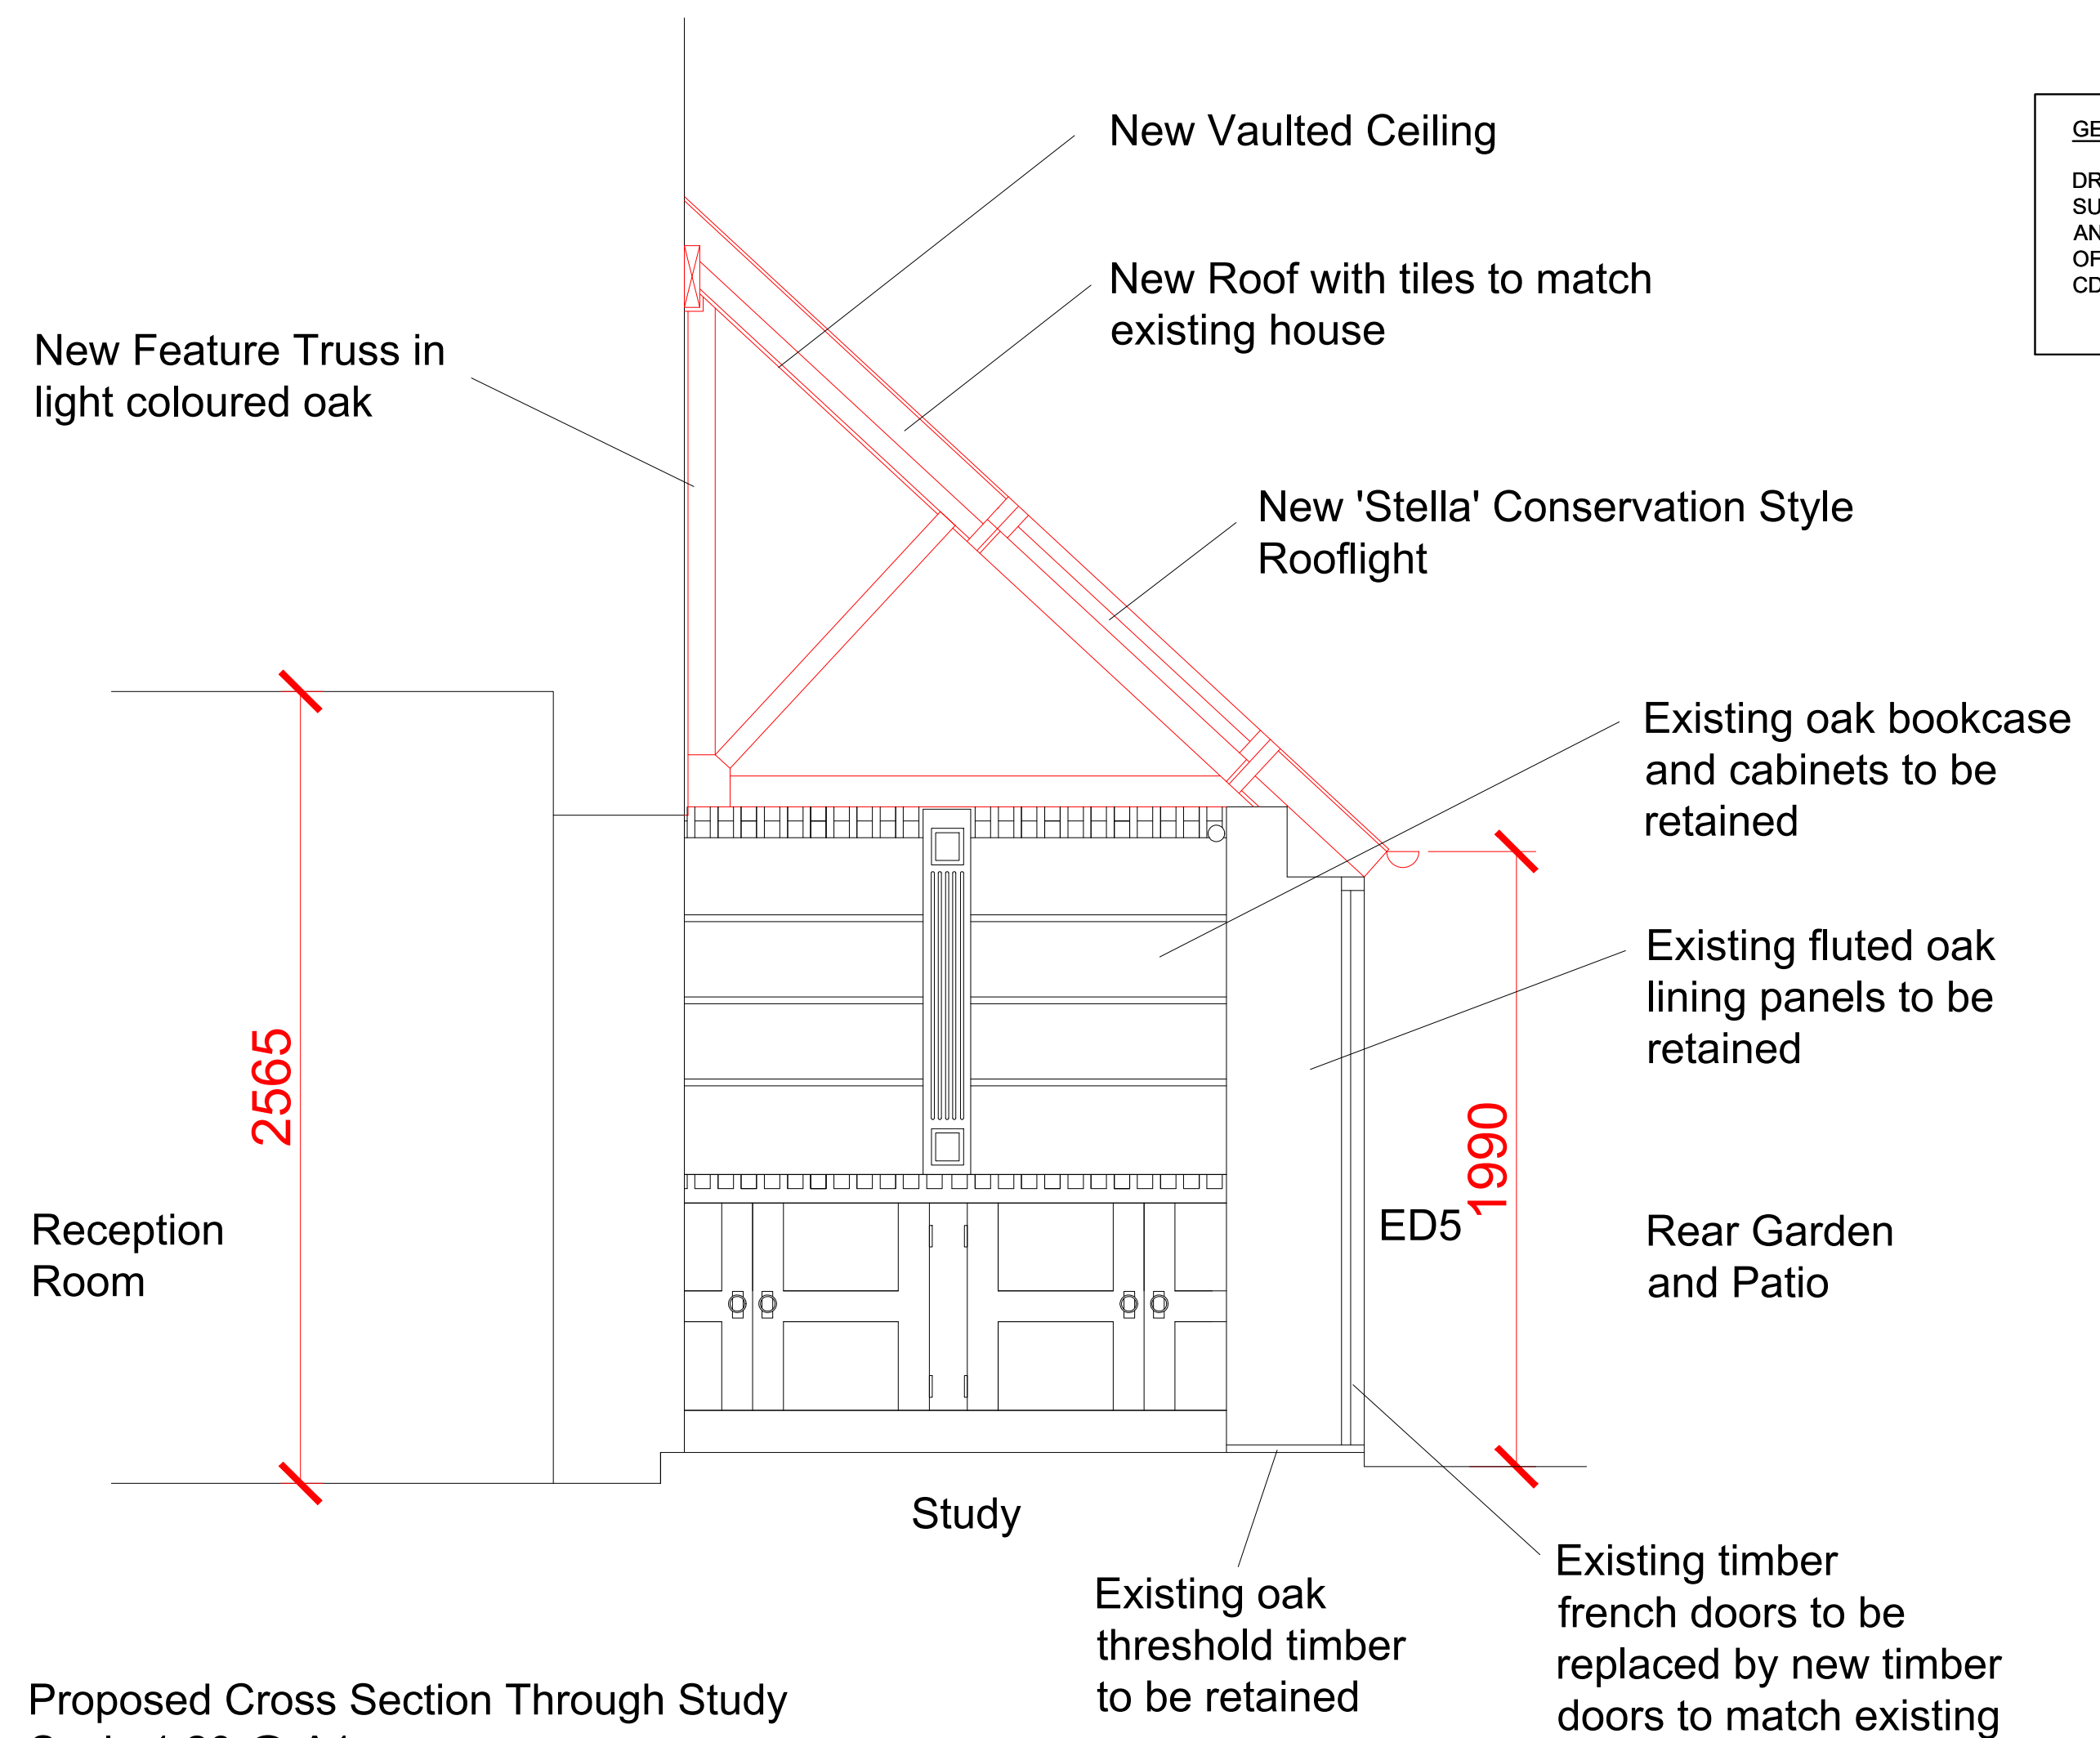 New Vaulted Ceiling
New Roof with tiles to match
existing house
New Feature Truss in
light coloured oak
New 'Stella' Conservation Style
Rooflight
Existing oak bookcase
and cabinets to be
retained
Existing fluted oak
lining panels to be
retained
2565
1990
ED5
Reception
Room
Rear Garden
and Patio
Study
Existing oak
threshold timber
to be retained
Existing timber
french doors to be
replaced by new timber
doors to match existing
Proposed Cross Section Through Study